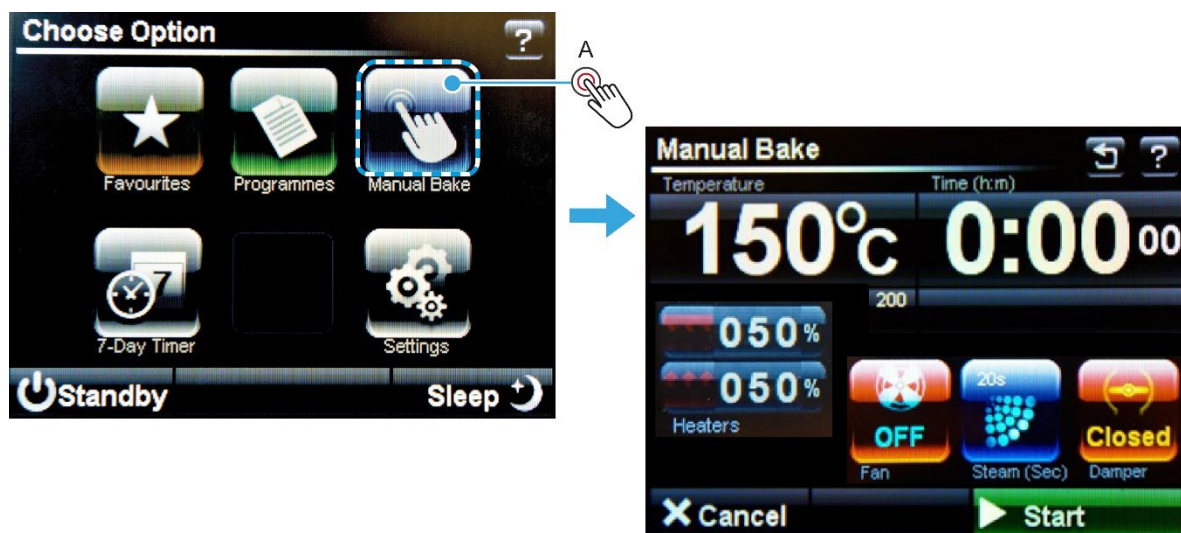 Choose Option
?
A
Favourites
Programmes
Manual Bake
7
7-Day Timer
Settings
Standby
Sleep
Manual Bake
?
Temperature
Time (h:m)
150°C
0:00 00
200
050%
050%
Heaters
OFF
Fan
20s
Steam (Sec)
Closed
Damper
Cancel
Start